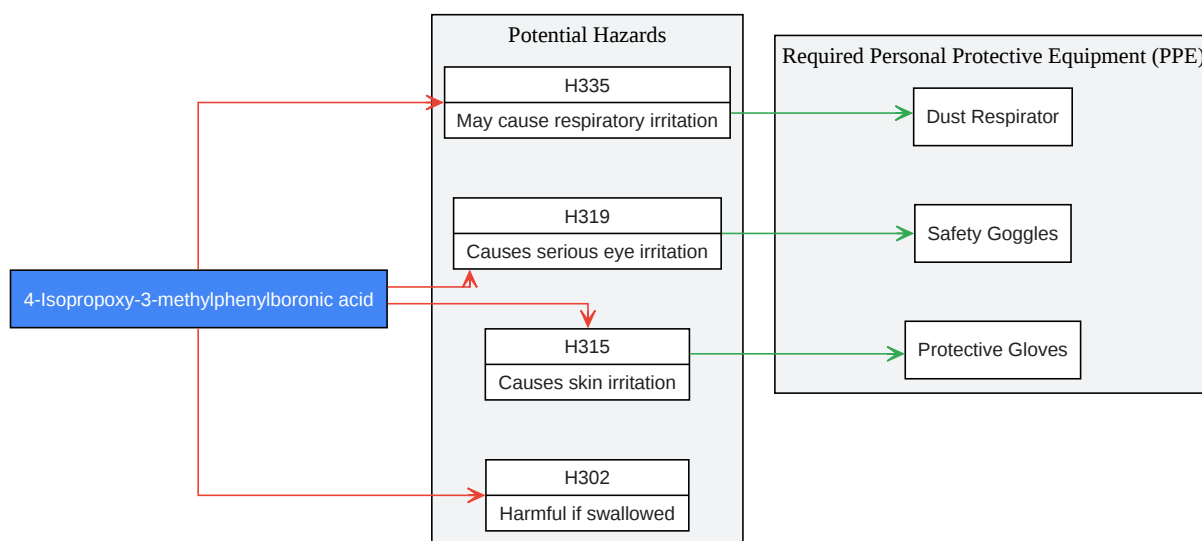 Potential Hazards
Required Personal Protective Equipment (PPE)
H335
May cause respiratory irritation
Dust Respirator
H319
Causes serious eye irritation
Safety Goggles
4-Isopropoxy-3-methylphenylboronic acid
H315
Causes skin irritation
Protective Gloves
H302
Harmful if swallowed